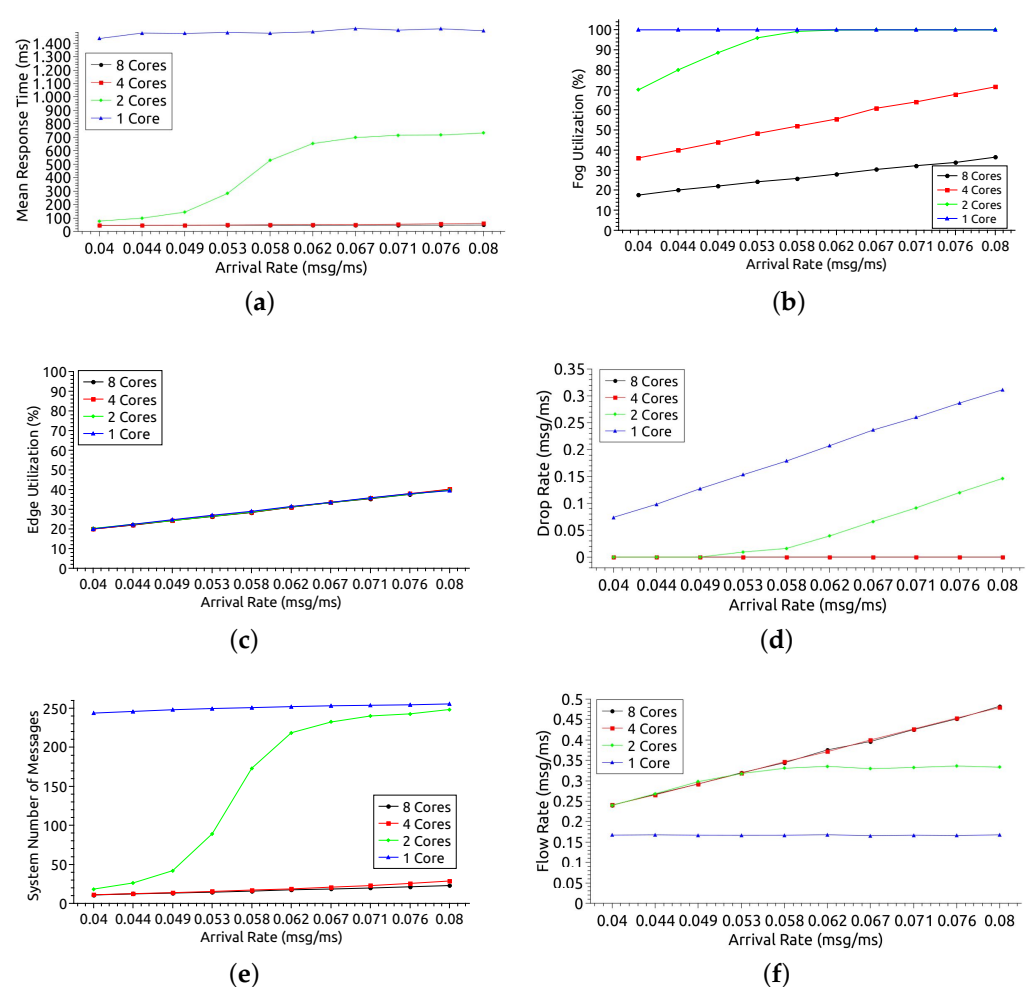 Mean Response Time (ms)
1.400
1.300
1.200
1.100
1.000
900
800
700
600
500
400
300
200
100
0
8 Cores
4 Cores
2 Cores
1 Core
0.04 0.044 0.049 0.053 0.058 0.062 0.067 0.071 0.076 0.08
Arrival Rate (msg/ms)
(a)
Fog Utilization (%)
100
90
80
70
60
50
40
30
20
10
0
8 Cores
4 Cores
2 Cores
1 Core
0.04 0.044 0.049 0.053 0.058 0.062 0.067 0.071 0.076 0.08
Arrival Rate (msg/ms)
(b)
Edge Utilization (%)
100
90
80
70
60
50
40
30
20
10
0
8 Cores
4 Cores
2 Cores
1 Core
0.04 0.044 0.049 0.053 0.058 0.062 0.067 0.071 0.076 0.08
Arrival Rate (msg/ms)
(c)
Drop Rate (msg/ms)
0.35
0.3
0.25
0.2
0.15
0.1
0.05
0
8 Cores
4 Cores
2 Cores
1 Core
0.04 0.044 0.049 0.053 0.058 0.062 0.067 0.071 0.076 0.08
Arrival Rate (msg/ms)
(d)
System Number of Messages
250
200
150
100
50
0
8 Cores
4 Cores
2 Cores
1 Core
0.04 0.044 0.049 0.053 0.058 0.062 0.067 0.071 0.076 0.08
Arrival Rate (msg/ms)
(e)
Flow Rate (msg/ms)
0.5
0.45
0.4
0.35
0.3
0.25
0.2
0.15
0.1
0.05
0
8 Cores
4 Cores
2 Cores
1 Core
0.04 0.044 0.049 0.053 0.058 0.062 0.067 0.071 0.076 0.08
Arrival Rate (msg/ms)
(f)